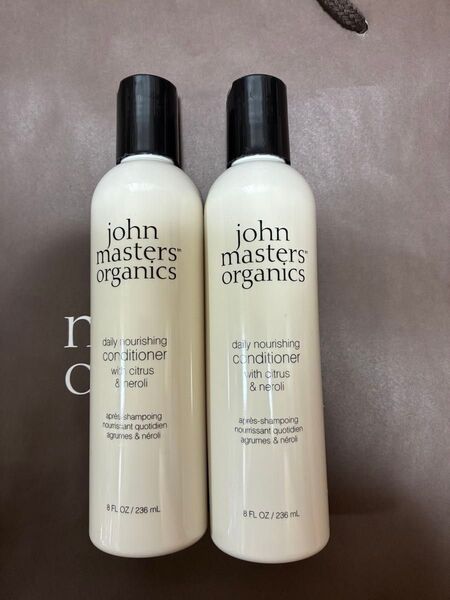 john
masters
organics
daily nourishing
conditioner
with citrus
& neroli
après-shampoing
nourrissant quotidien
agrumes & néroli
8 FL OZ / 236 mL
john
masters
organics
daily nourishing
conditioner
with citrus
& neroli
après-shampoing
nourrissant quotidien
agrumes & néroli
8 FL OZ / 236 mL